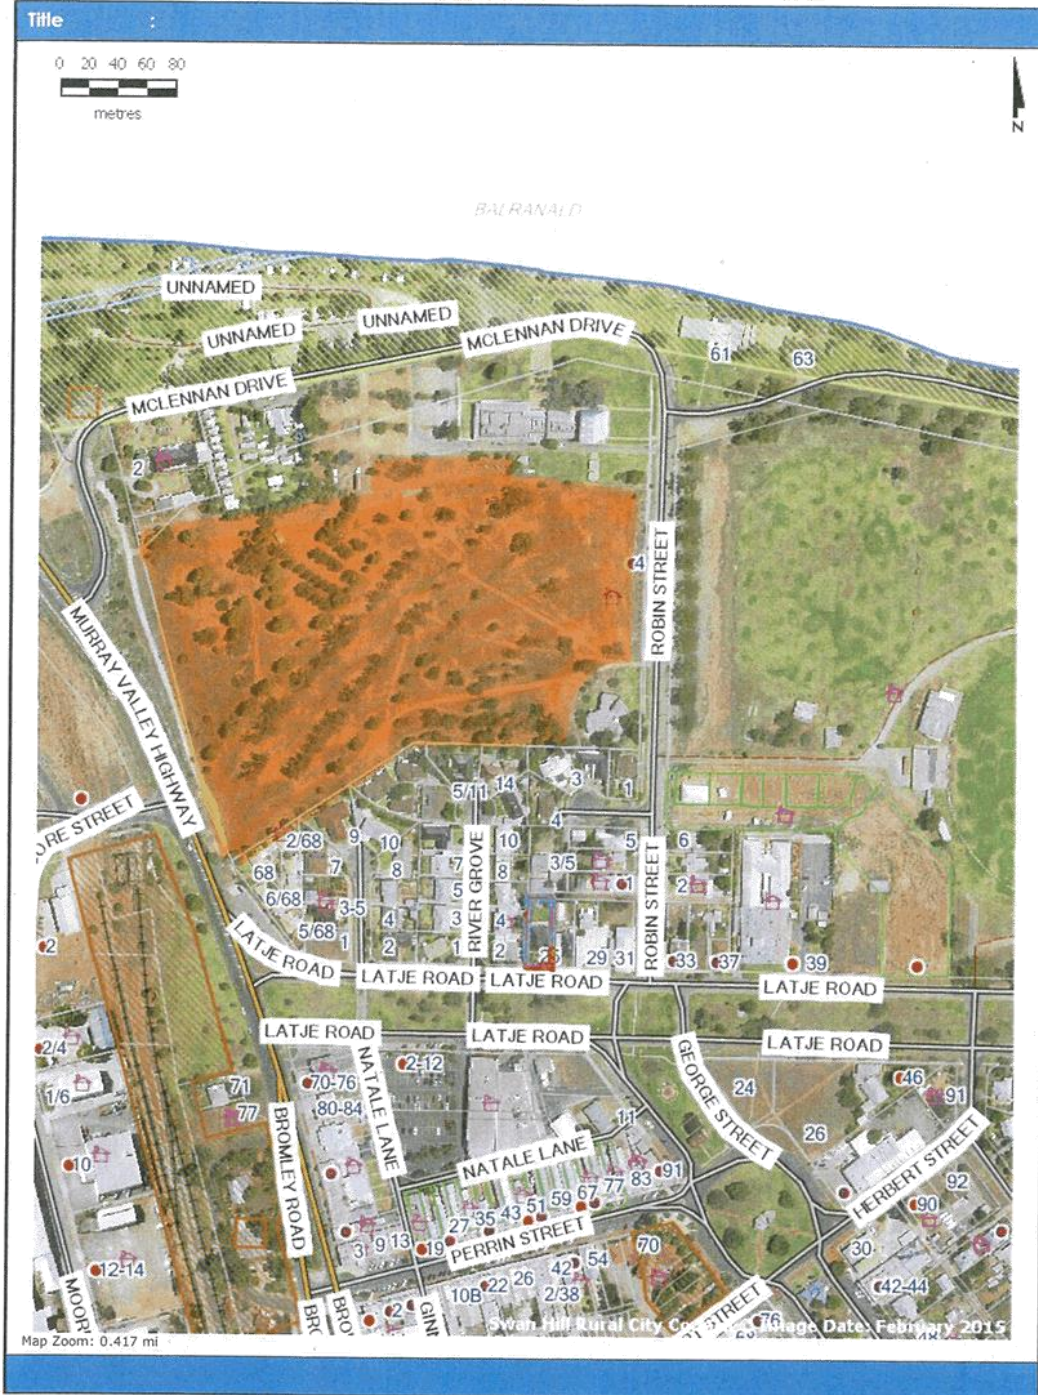 Title :
0 20 40 60 80
metres
N
BALRANALD
UNNAMED
UNNAMED
UNNAMED
MCLENNAN DRIVE
61
63
MCLENNAN DRIVE
2
4
ROBIN STREET
MURRAY VALLEY HIGHWAY
5/11
14
3
1
4
2/68
9
10
10
5
6
68
7
8
7
8
3/5
6/68
5
1
2
3-5
RIVER GROVE
ROBIN STREET
4
3
4
5/68
1
2
1
2
29
31
33
37
39
2
LATJE ROAD
LATJE ROAD
LATJE ROAD
LATJE ROAD
LATJE ROAD
LATJE ROAD
LATJE ROAD
2/4
1/6
71
77
70-76
80-84
2-12
NATALE LANE
GEORGE STREET
24
26
46
91
11
NATALE LANE
HERBERT STREET
10
BROMLEY ROAD
91
83
77
67
59
51
43
35
27
19
13
9
3
92
90
PERRIN STREET
12-14
70
30
54
42
26
22
10B
2/38
2
42-44
76
STREET
Swan Hill Rural City Image Date: February 2015
Map Zoom: 0.417 mi